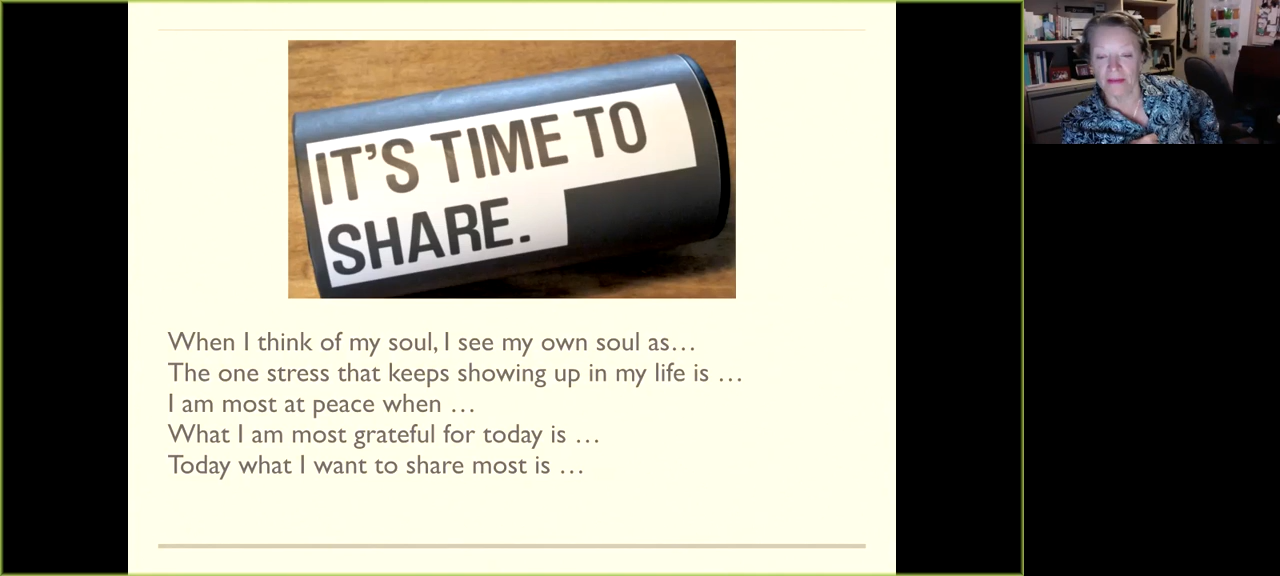 IT'S TIME TO
SHARE.
When I think of my soul, I see my own soul as…
The one stress that keeps showing up in my life is …
I am most at peace when …
What I am most grateful for today is …
Today what I want to share most is …